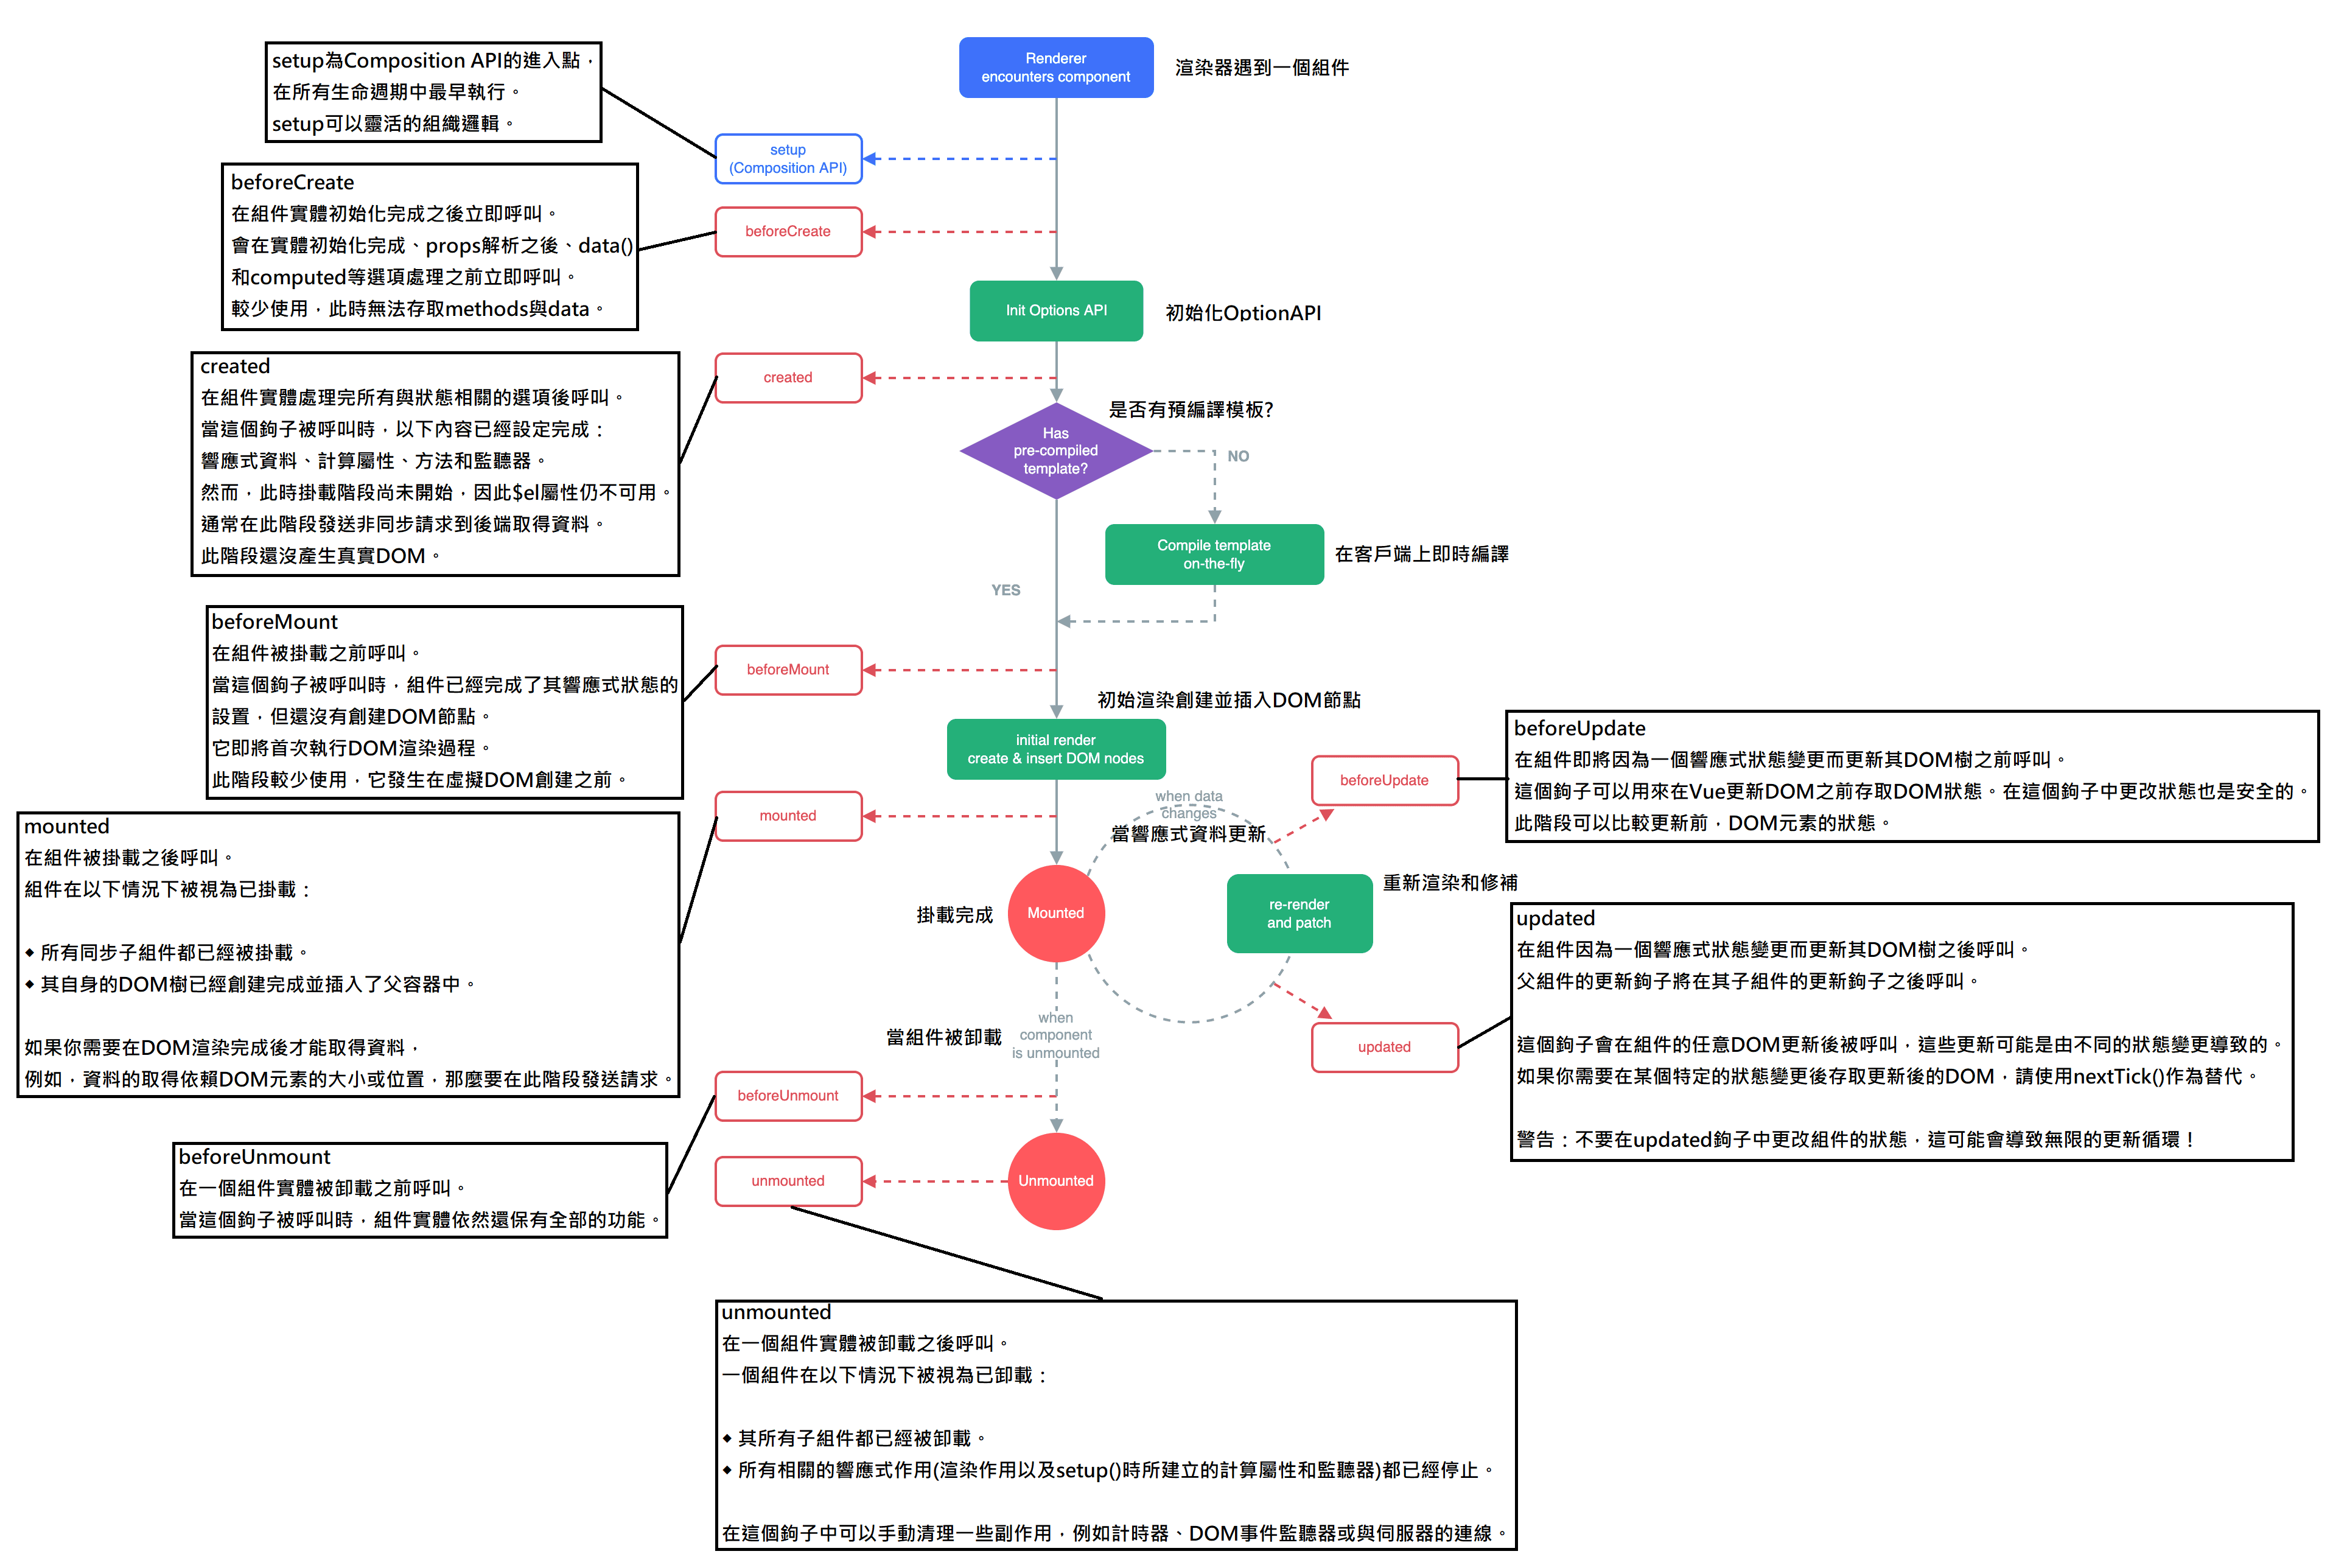 setup為Composition API的進入點，
在所有生命週期中最早執行。
setup可以靈活的組織邏輯。
Renderer
encounters component
渲染器遇到一個組件
setup
(Composition API)
beforeCreate
在組件實體初始化完成之後立即呼叫。
會在實體初始化完成、props解析之後、data()
和computed等選項處理之前立即呼叫。
較少使用，此時無法存取methods與data。
beforeCreate
Init Options API
初始化OptionAPI
created
在組件實體處理完所有與狀態相關的選項後呼叫。
當這個鉤子被呼叫時，以下內容已經設定完成：
響應式資料、計算屬性、方法和監聽器。
然而，此時掛載階段尚未開始，因此$el屬性仍不可用。
通常在此階段發送非同步請求到後端取得資料。
此階段還沒產生真實DOM。
created
是否有預編譯模板?
Has
pre-compiled
template?
NO
Compile template
on-the-fly
在客戶端上即時編譯
YES
beforeMount
在組件被掛載之前呼叫。
當這個鉤子被呼叫時，組件已經完成了其響應式狀態的
設置，但還沒有創建DOM節點。
它即將首次執行DOM渲染過程。
此階段較少使用，它發生在虛擬DOM創建之前。
beforeMount
初始渲染創建並插入DOM節點
initial render
create & insert DOM nodes
mounted
在組件被掛載之後呼叫。
組件在以下情況下被視為已掛載：
◆ 所有同步子組件都已經被掛載。
◆ 其自身的DOM樹已經創建完成並插入了父容器中。
如果你需要在DOM渲染完成後才能取得資料，
例如，資料的取得依賴DOM元素的大小或位置，那麼要在此階段發送請求。
mounted
when data
changes
當響應式資料更新
beforeUpdate
beforeUpdate
在組件即將因為一個響應式狀態變更而更新其DOM樹之前呼叫。
這個鉤子可以用來在Vue更新DOM之前存取DOM狀態。在這個鉤子中更改狀態也是安全的。
此階段可以比較更新前，DOM元素的狀態。
掛載完成
Mounted
re-render
and patch
重新渲染和修補
updated
在組件因為一個響應式狀態變更而更新其DOM樹之後呼叫。
父組件的更新鉤子將在其子組件的更新鉤子之後呼叫。
這個鉤子會在組件的任意DOM更新後被呼叫，這些更新可能是由不同的狀態變更導致的。
如果你需要在某個特定的狀態變更後存取更新後的DOM，請使用nextTick()作為替代。
警告：不要在updated鉤子中更改組件的狀態，這可能會導致無限的更新循環！
updated
當組件被卸載
when
component
is unmounted
beforeUnmount
beforeUnmount
在一個組件實體被卸載之前呼叫。
當這個鉤子被呼叫時，組件實體依然還保有全部的功能。
unmounted
Unmounted
unmounted
在一個組件實體被卸載之後呼叫。
一個組件在以下情況下被視為已卸載：
◆ 其所有子組件都已經被卸載。
◆ 所有相關的響應式作用(渲染作用以及setup()時所建立的計算屬性和監聽器)都已經停止。
在這個鉤子中可以手動清理一些副作用，例如計時器、DOM事件監聽器或與伺服器的連線。